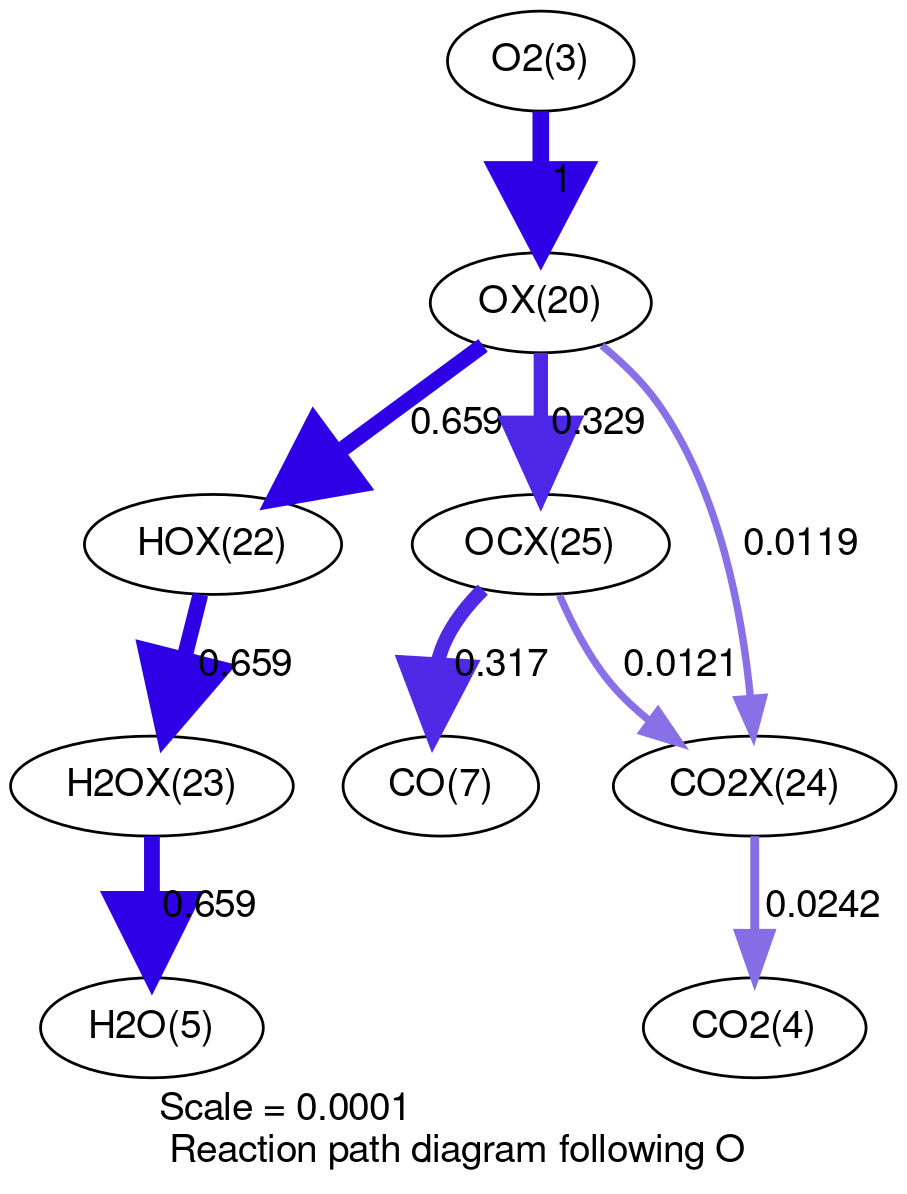 O2(3)
1
OX(20)
0.659
0.329
HOX(22)
OCX(25)
0.0119
0.659
0.317
0.0121
H2OX(23)
CO(7)
CO2X(24)
0.659
0.0242
H2O(5)
CO2(4)
Scale = 0.0001
Reaction path diagram following O